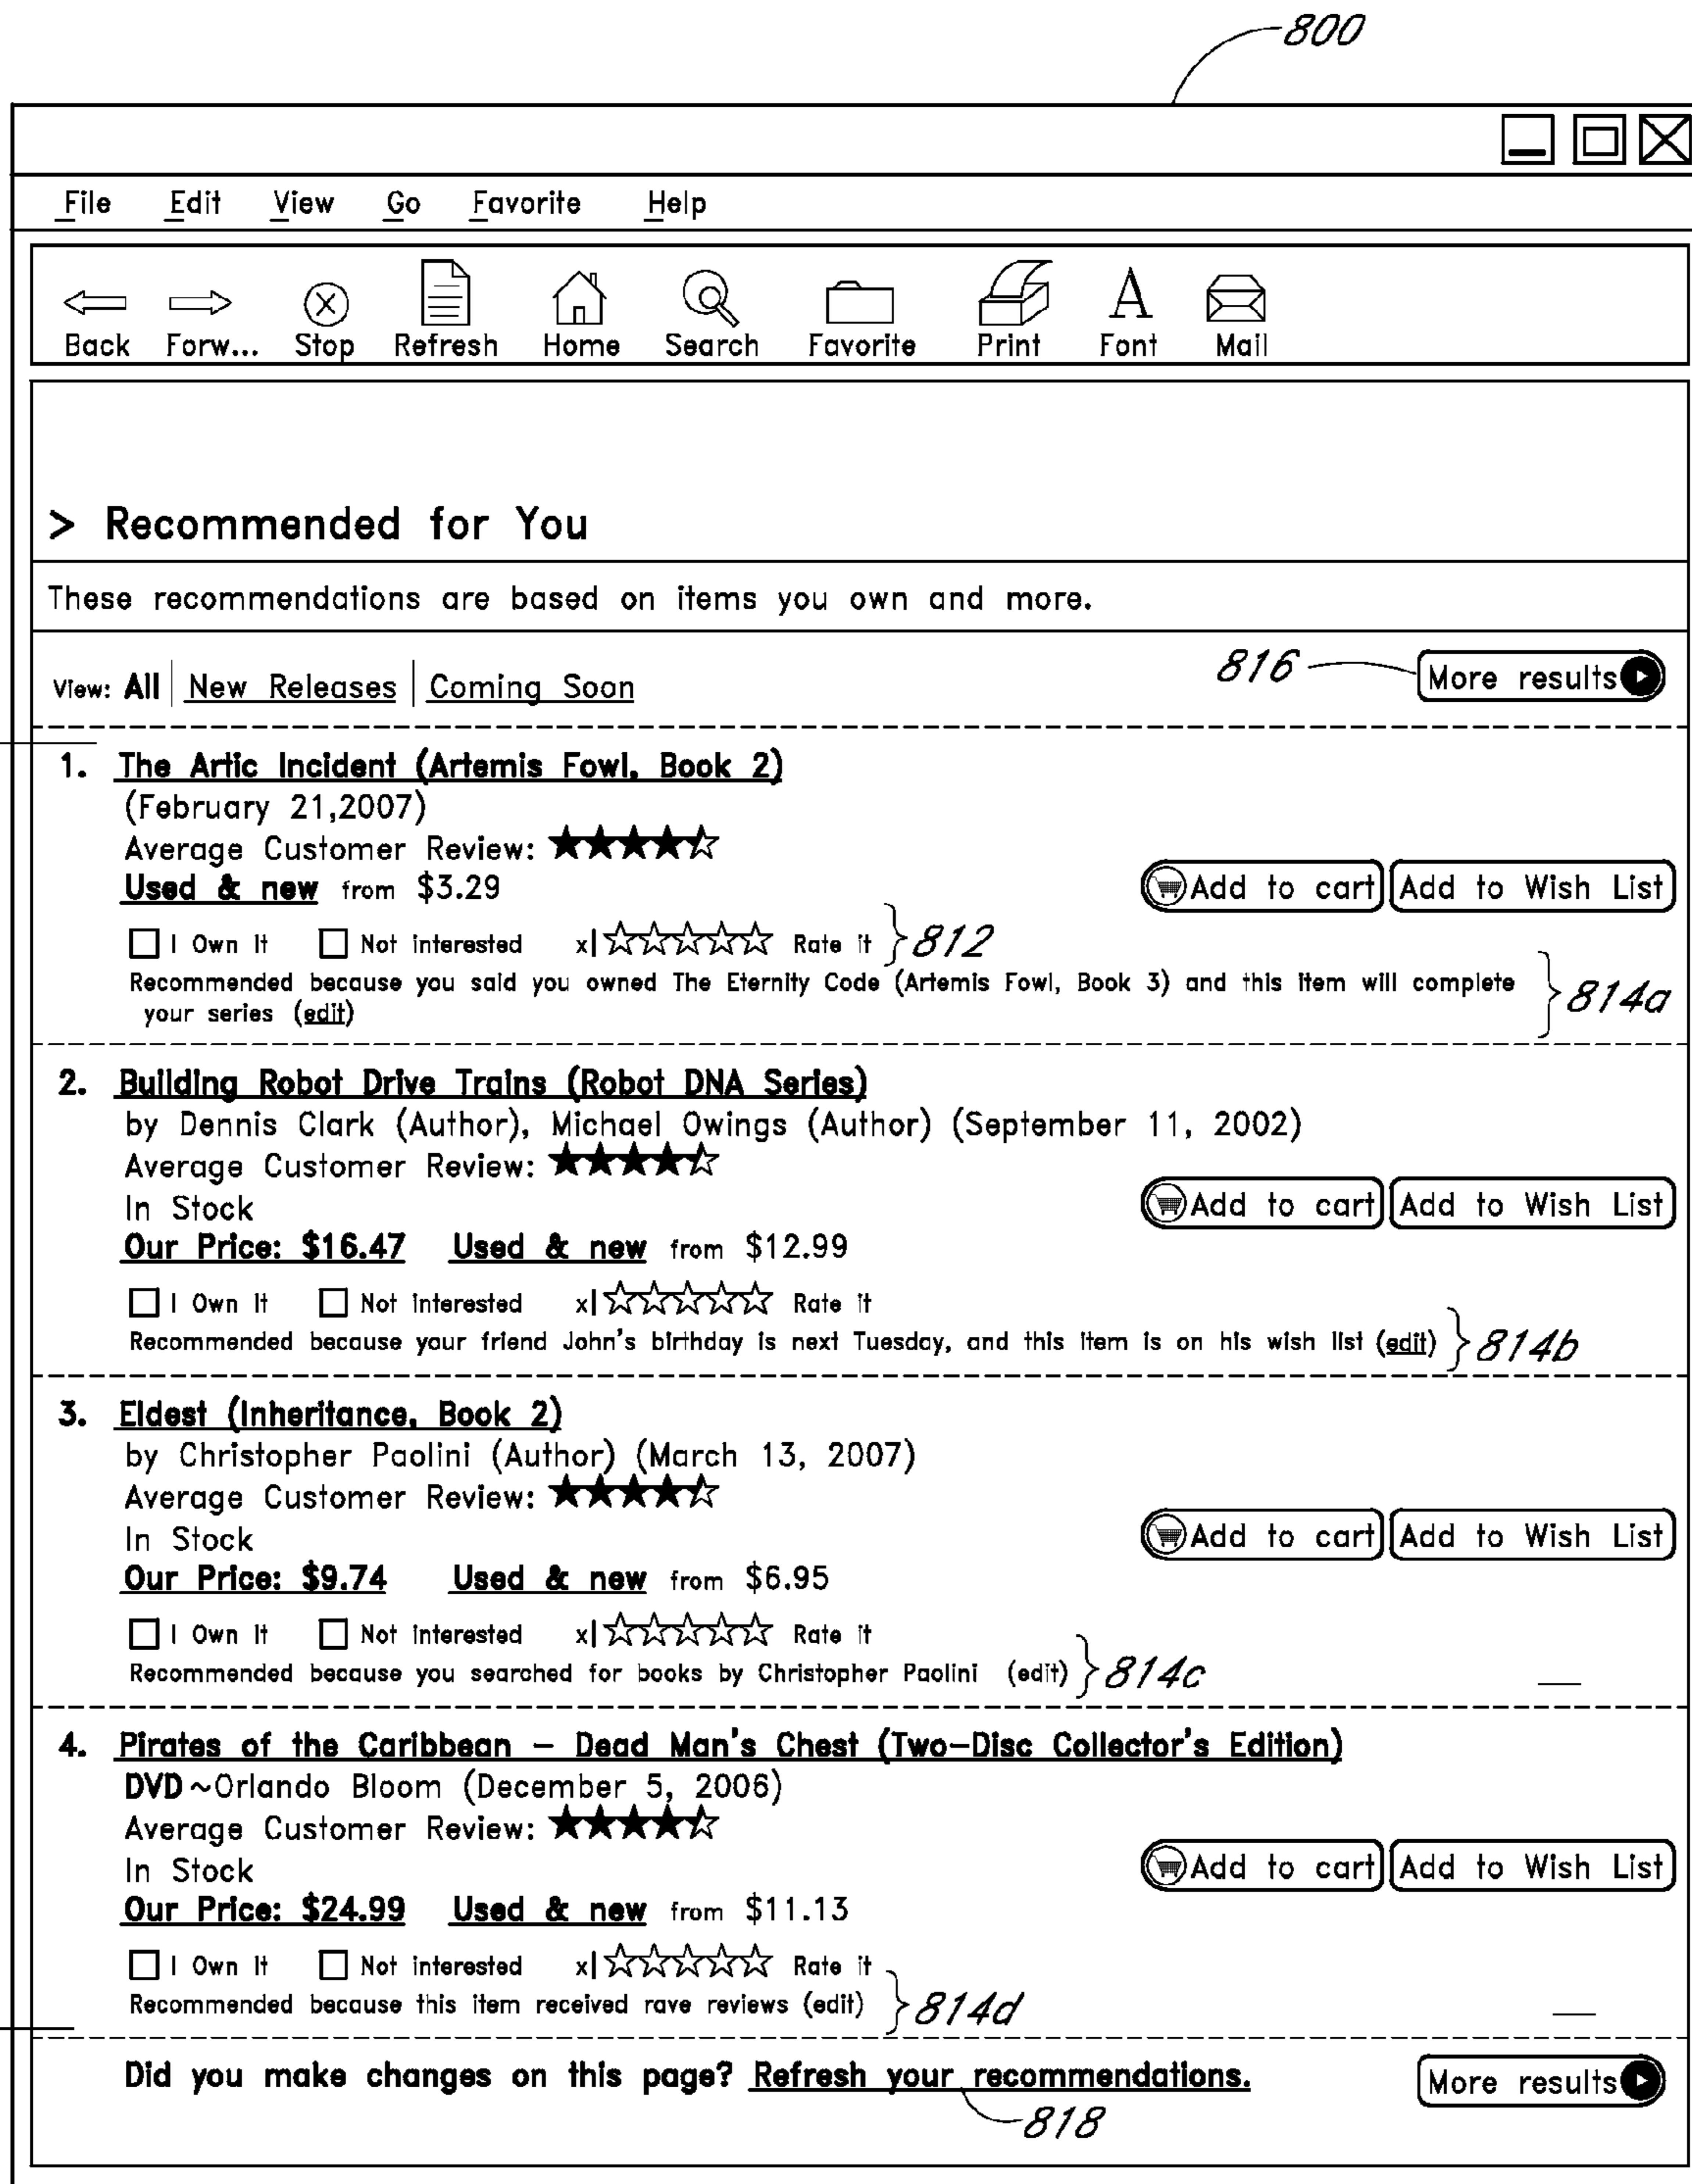 800
File Edit View Go Favorite Help
Back Forw... Stop Refresh Home Search Favorite Print Font Mail
> Recommended for You
These recommendations are based on items you own and more.
View: All | New Releases | Coming Soon 816 More results
1. The Artic Incident (Artemis Fowl, Book 2)
(February 21,2007)
Average Customer Review:
Used & new from $3.29 Add to cart Add to Wish List
I Own It Not interested x| Rate it 812
Recommended because you said you owned The Eternity Code (Artemis Fowl, Book 3) and this item will complete
your series (edit) 814a
2. Building Robot Drive Trains (Robot DNA Series)
by Dennis Clark (Author), Michael Owings (Author) (September 11, 2002)
Average Customer Review:
In Stock Add to cart Add to Wish List
Our Price: $16.47 Used & new from $12.99
I Own It Not interested x| Rate it
Recommended because your friend John's birthday is next Tuesday, and this item is on his wish list (edit) 814b
3. Eldest (Inheritance, Book 2)
by Christopher Paolini (Author) (March 13, 2007)
Average Customer Review:
In Stock Add to cart Add to Wish List
Our Price: $9.74 Used & new from $6.95
I Own It Not interested x| Rate it
Recommended because you searched for books by Christopher Paolini (edit) 814c
4. Pirates of the Caribbean – Dead Man's Chest (Two–Disc Collector's Edition)
DVD ~Orlando Bloom (December 5, 2006)
Average Customer Review:
In Stock Add to cart Add to Wish List
Our Price: $24.99 Used & new from $11.13
I Own It Not interested x| Rate it
Recommended because this item received rave reviews (edit) 814d
Did you make changes on this page? Refresh your recommendations. More results
818